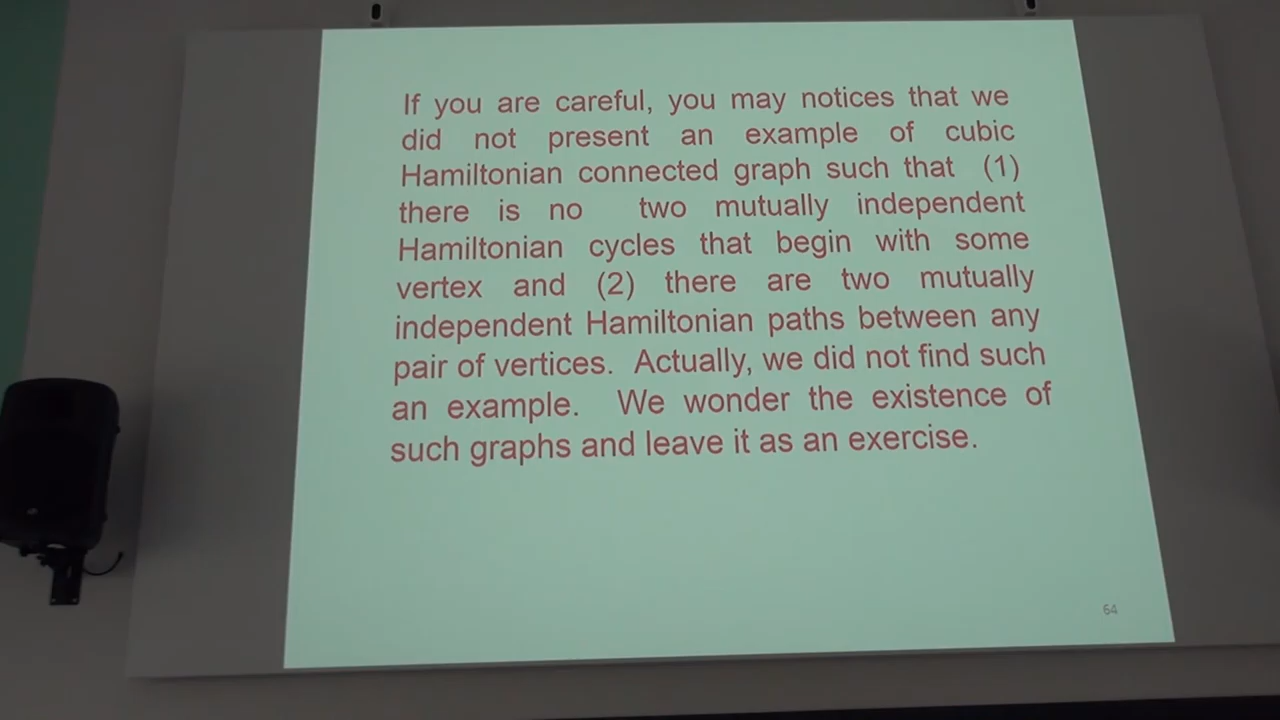 If you are careful, you may notices that we
did not present an example of cubic
Hamiltonian connected graph such that (1)
there is no two mutually independent
Hamiltonian cycles that begin with some
vertex and (2) there are two mutually
independent Hamiltonian paths between any
pair of vertices. Actually, we did not find such
an example. We wonder the existence of
such graphs and leave it as an exercise.
64